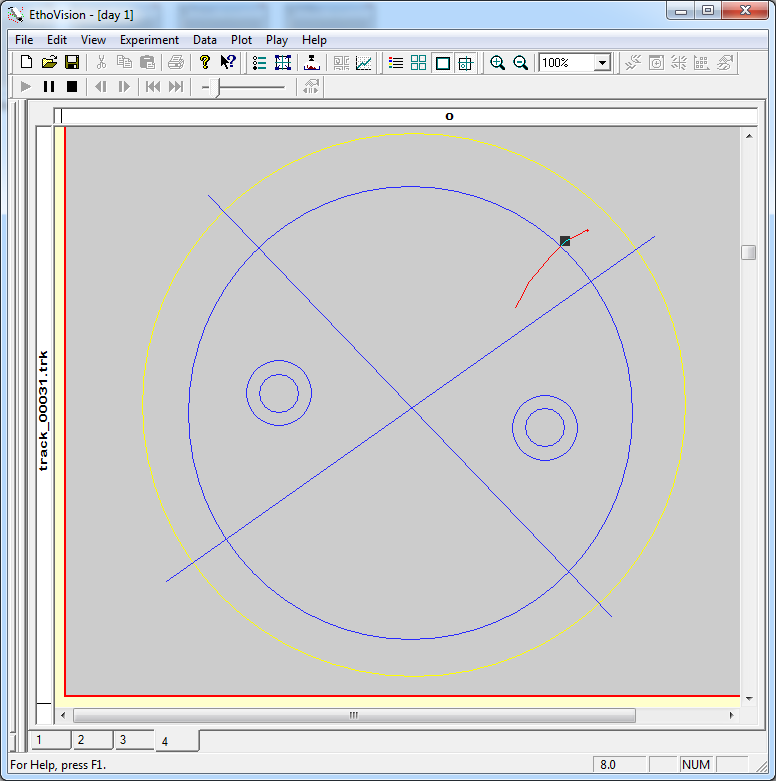 EthoVision - [day 1]
File Edit View Experiment Data Plot Play Help
100%
o
track_00031.trk
1 2 3 4
For Help, press F1.
8.0 NUM